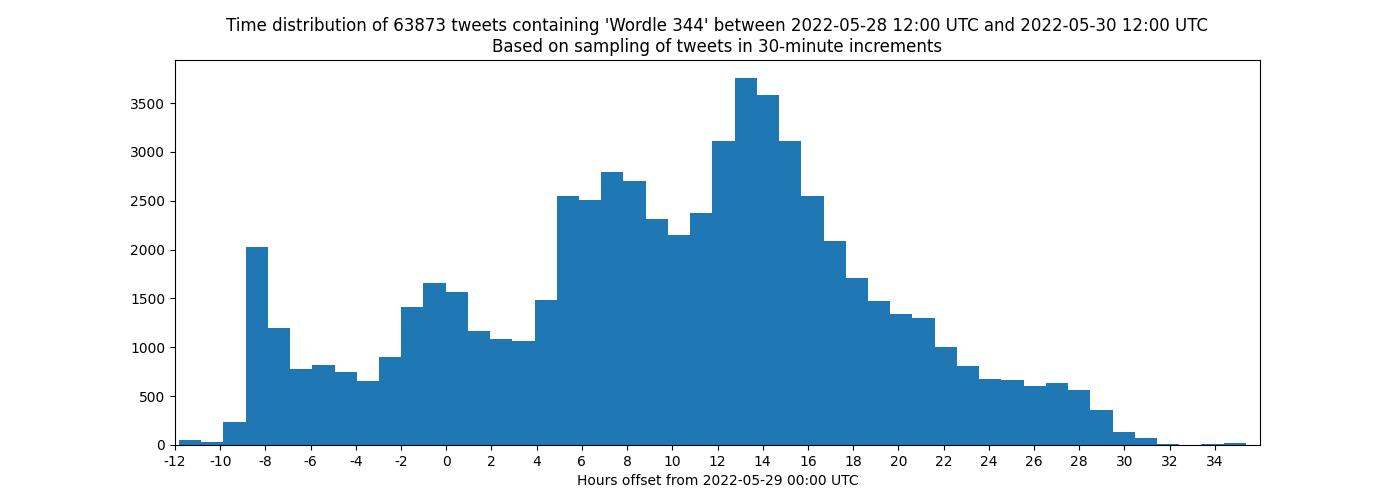 Time distribution of 63873 tweets containing 'Wordle 344' between 2022-05-28 12:00 UTC and 2022-05-30 12:00 UTC
Based on sampling of tweets in 30-minute increments
3500
3000
2500
2000
1500
1000
500
0
-12 -10 -8 -6 -4 -2 0 2 4 6 8 10 12 14 16 18 20 22 24 26 28 30 32 34
Hours offset from 2022-05-29 00:00 UTC